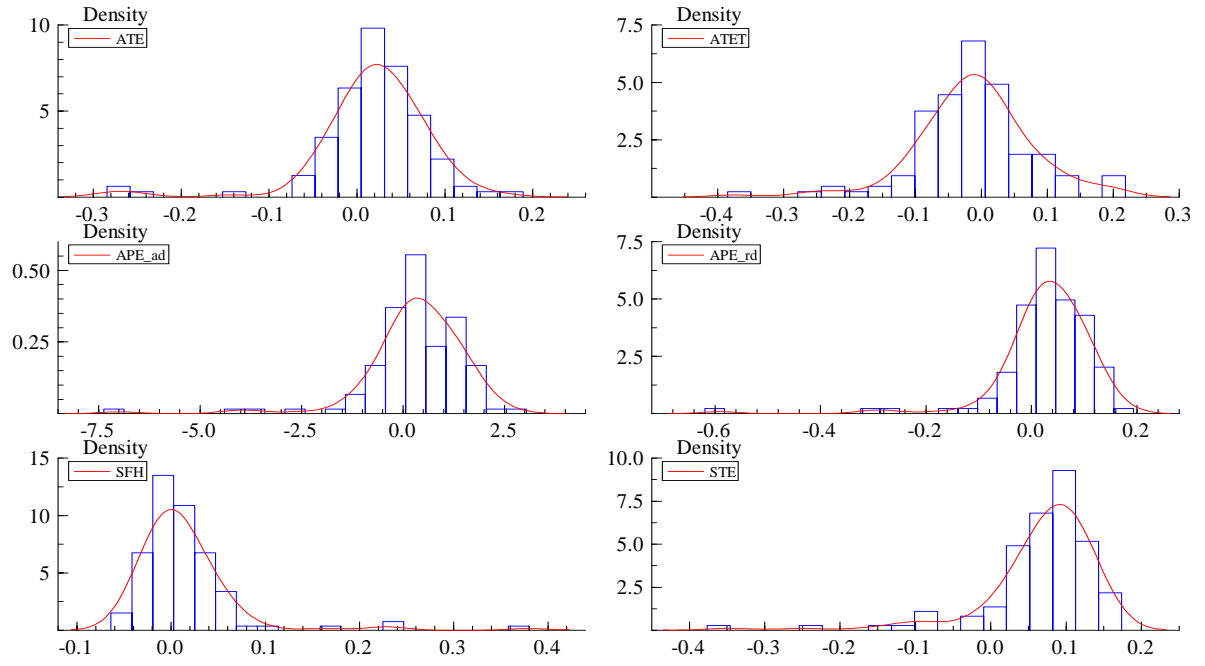 Density
ATE
10
5
-0.3 -0.2 -0.1 0.0 0.1 0.2
Density
ATET
7.5
5.0
2.5
-0.4 -0.3 -0.2 -0.1 0.0 0.1 0.2 0.3
Density
APE_ad
0.50
0.25
-7.5 -5.0 -2.5 0.0 2.5
Density
APE_rd
7.5
5.0
2.5
-0.6 -0.4 -0.2 0.0 0.2
Density
SFH
15
10
5
-0.1 0.0 0.1 0.2 0.3 0.4
Density
STE
10.0
7.5
5.0
2.5
-0.4 -0.3 -0.2 -0.1 0.0 0.1 0.2